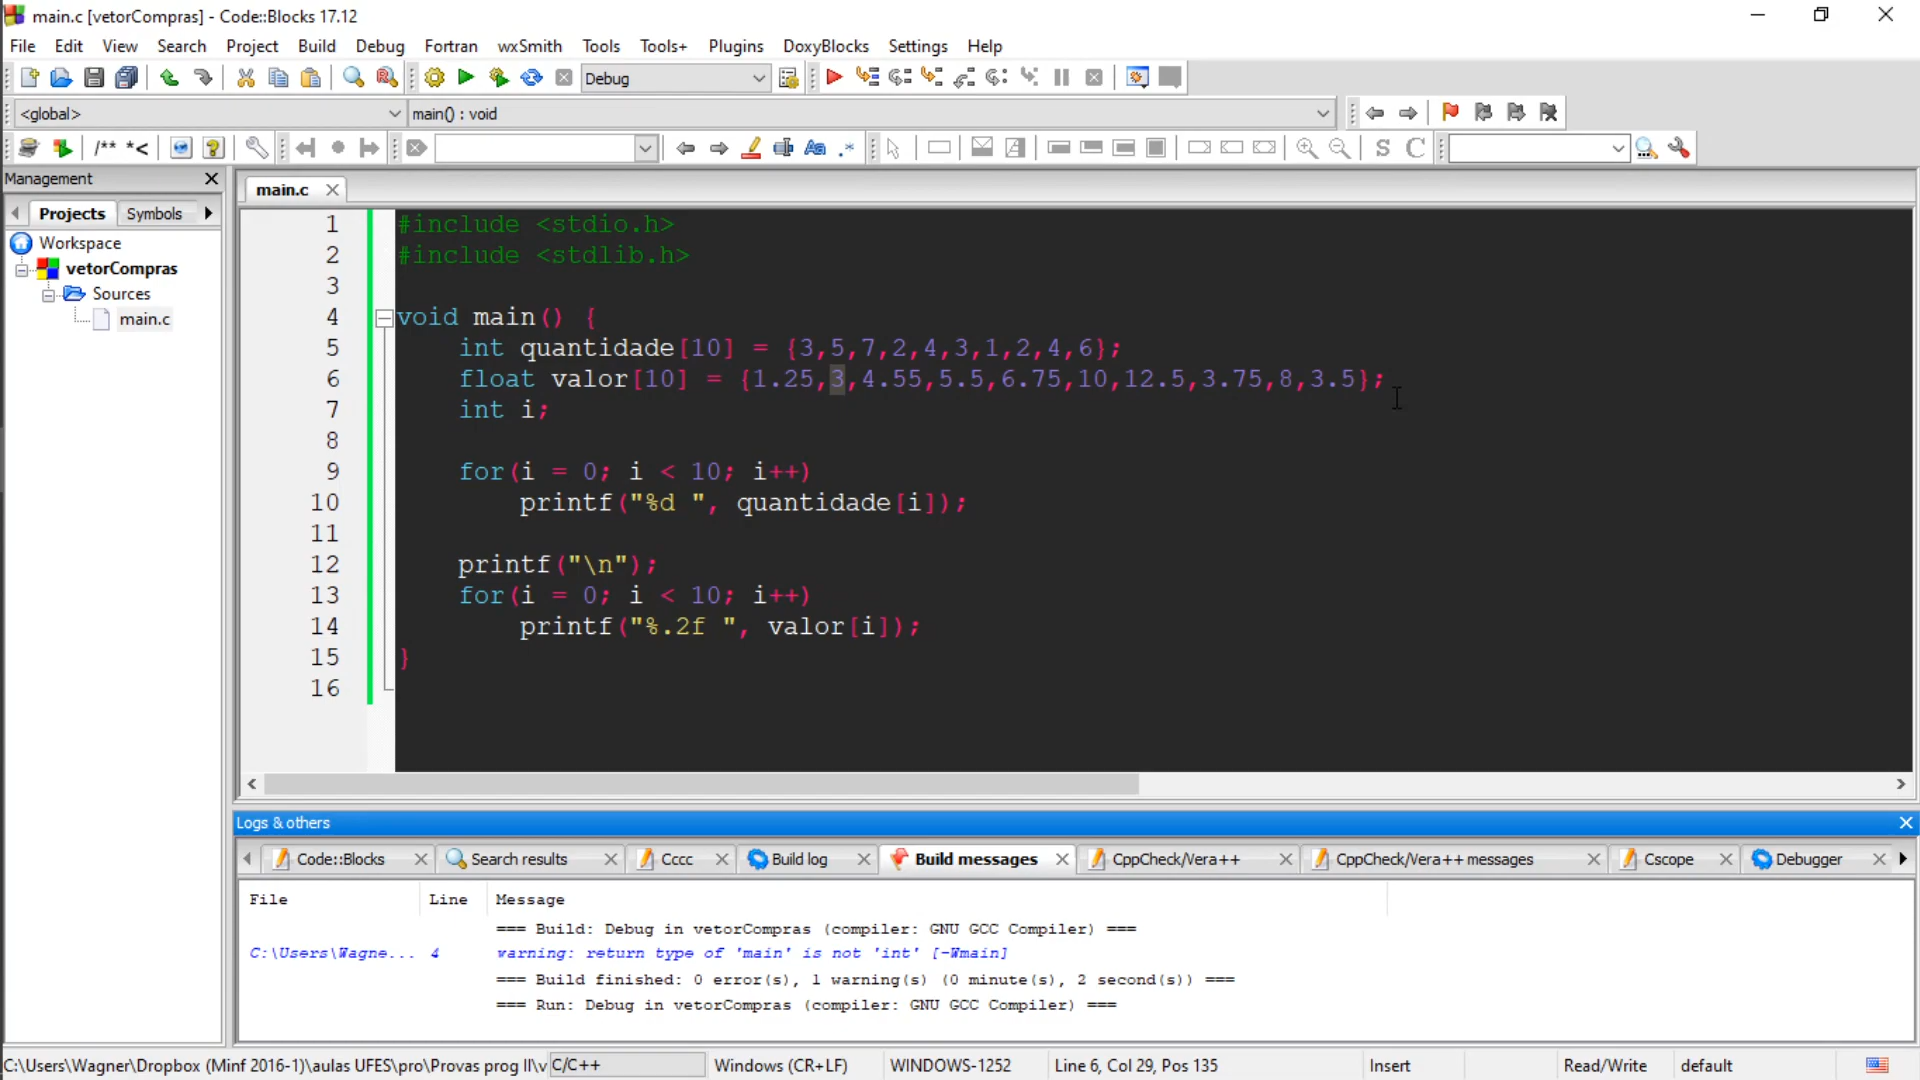 main.c [vetorCompras] - Code::Blocks 17.12
File Edit View Search Project Build Debug Fortran wxSmith Tools Tools+ Plugins DoxyBlocks Settings Help
Debug
<global> main() : void
/** *< Aa .* S C
Management
Projects Symbols main.c
Workspace
vetorCompras
Sources
main.c
1 #include <stdio.h>
2 #include <stdlib.h>
3
4 void main() {
5 int quantidade[10] = {3,5,7,2,4,3,1,2,4,6};
6 float valor[10] = {1.25,3,4.55,5.5,6.75,10,12.5,3.75,8,3.5};
7 int i;
8
9 for(i = 0; i < 10; i++)
10 printf("%d ", quantidade[i]);
11
12 printf("\n");
13 for(i = 0; i < 10; i++)
14 printf("%.2f ", valor[i]);
15 }
16
Logs & others
Code::Blocks Search results Cccc Build log Build messages CppCheck/Vera++ CppCheck/Vera++ messages Cscope Debugger
File Line Message
=== Build: Debug in vetorCompras (compiler: GNU GCC Compiler) ===
C:\Users\Wagne... 4 warning: return type of 'main' is not 'int' [-Wmain]
=== Build finished: 0 error(s), 1 warning(s) (0 minute(s), 2 second(s)) ===
=== Run: Debug in vetorCompras (compiler: GNU GCC Compiler) ===
C:\Users\Wagner\Dropbox (Minf 2016-1)\aulas UFES\pro\Provas prog II\v C/C++ Windows (CR+LF) WINDOWS-1252 Line 6, Col 29, Pos 135 Insert Read/Write default